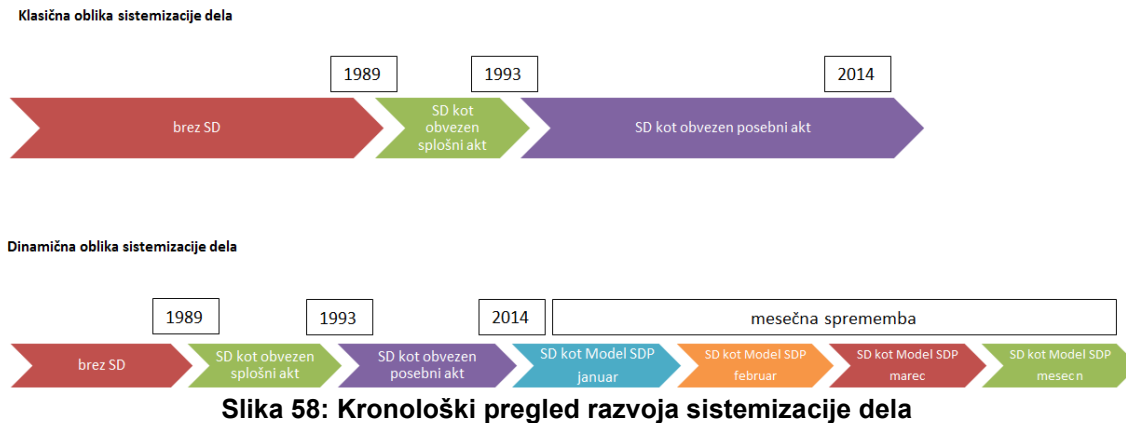 Klasična oblika sistemizacije dela
1989
1993
2014
brez SD
SD kot
obvezen
splošni akt
SD kot obvezen posebni akt
Dinamična oblika sistemizacije dela
1989
1993
2014
mesečna sprememba
brez SD
SD kot obvezen
splošni akt
SD kot obvezen
posebni akt
SD kot Model SDP
januar
SD kot Model SDP
februar
SD kot Model SDP
marec
SD kot Model SDP
mesec n
Slika 58: Kronološki pregled razvoja sistemizacije dela